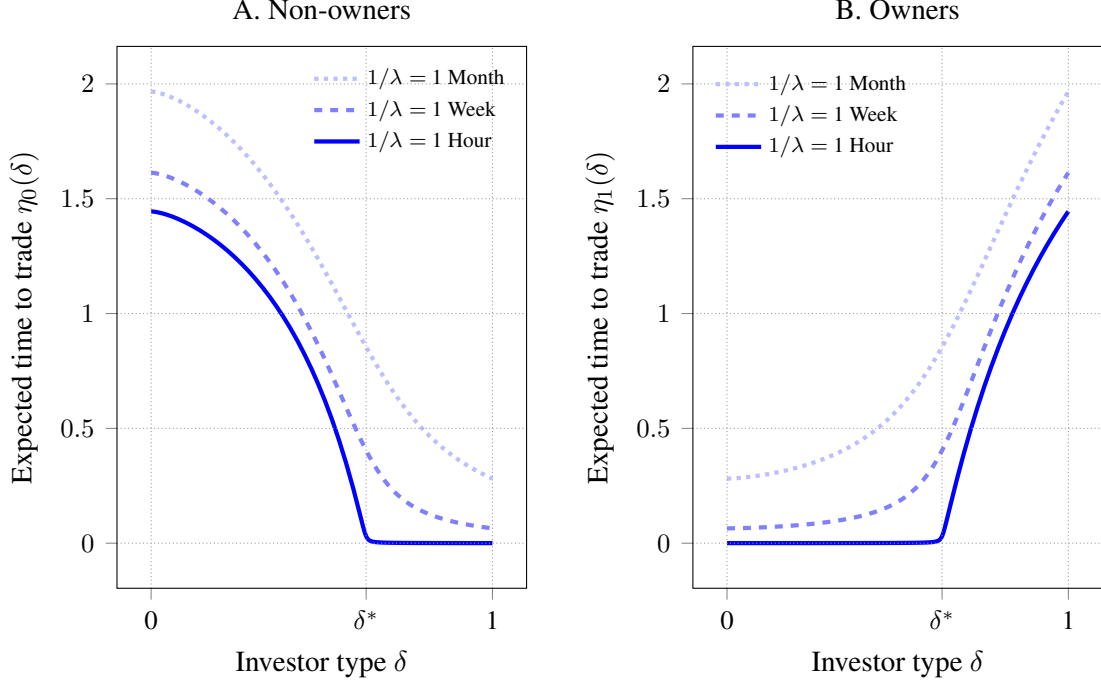 A. Non-owners
Expected time to trade η0(δ)
2
1.5
1
0.5
0
1/λ = 1 Month
1/λ = 1 Week
1/λ = 1 Hour
0
δ*
1
Investor type δ
B. Owners
Expected time to trade η1(δ)
2
1.5
1
0.5
0
1/λ = 1 Month
1/λ = 1 Week
1/λ = 1 Hour
0
δ*
1
Investor type δ